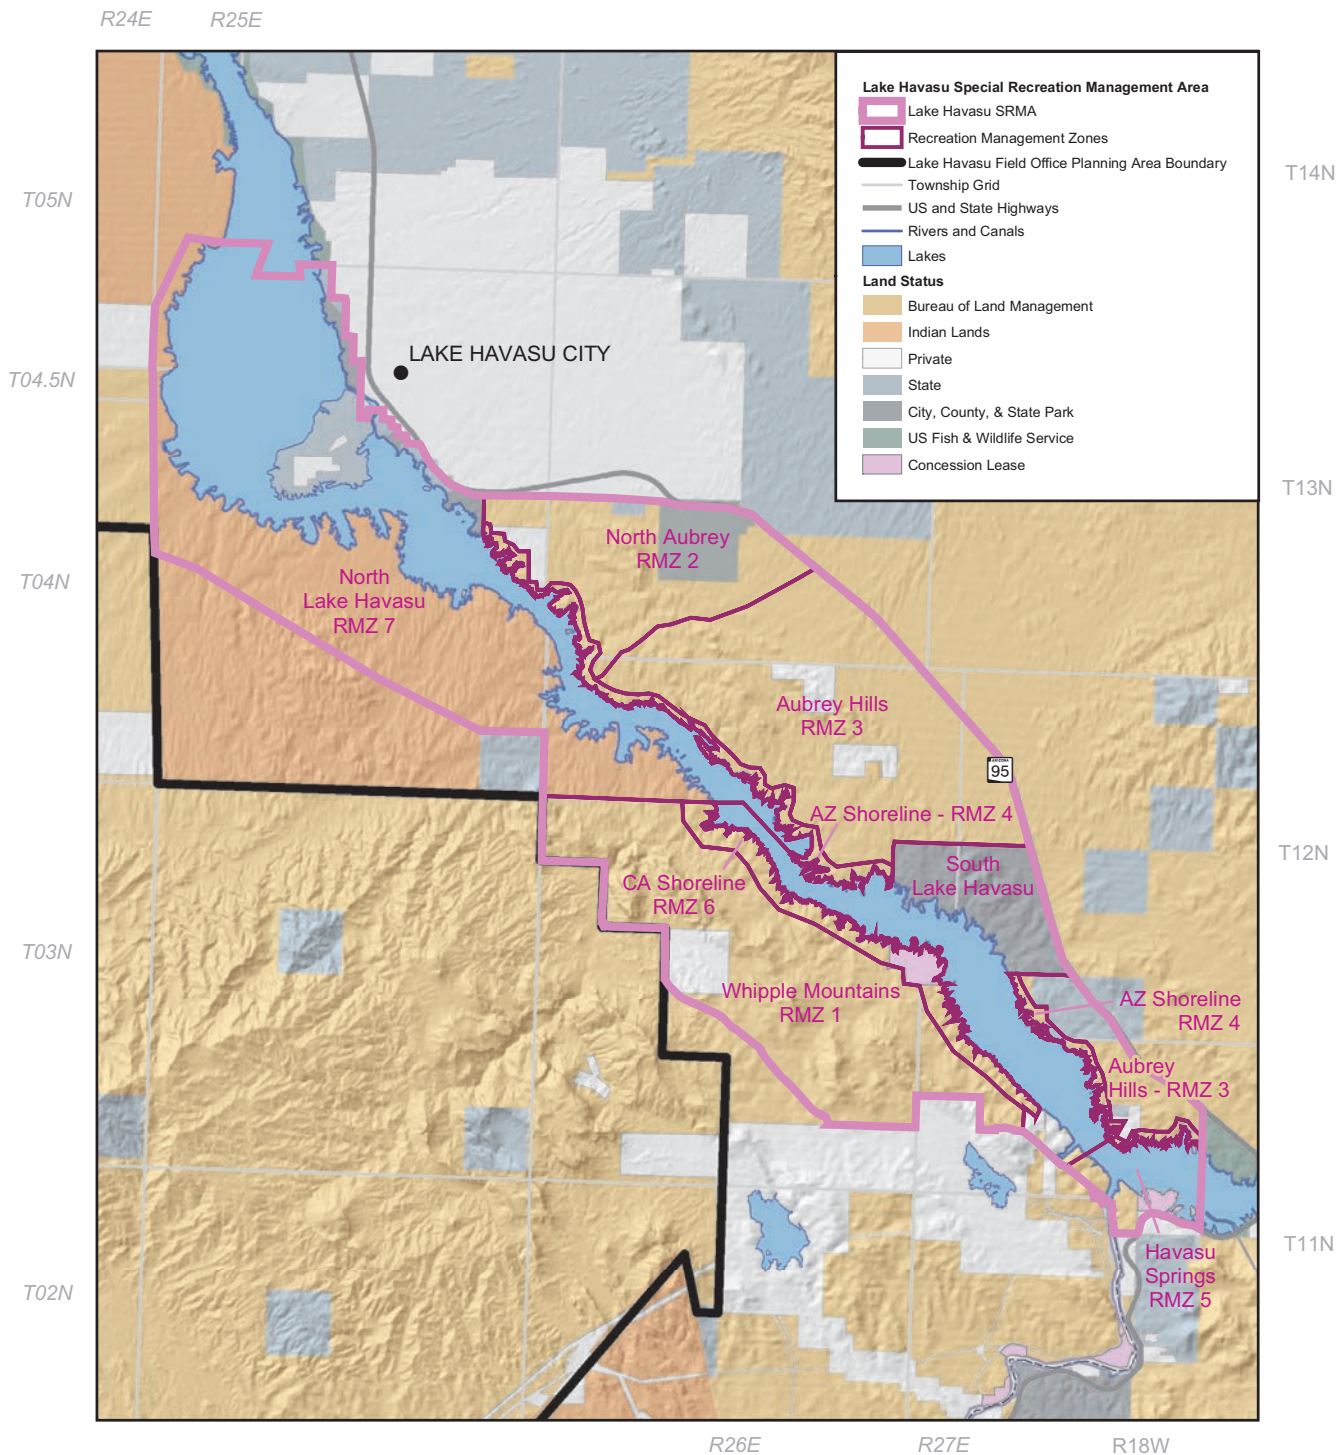 R24E
R25E
Lake Havasu Special Recreation Management Area
Lake Havasu SRMA
Recreation Management Zones
Lake Havasu Field Office Planning Area Boundary
Township Grid
US and State Highways
Rivers and Canals
Lakes
Land Status
Bureau of Land Management
Indian Lands
Private
State
City, County, & State Park
US Fish & Wildlife Service
Concession Lease
T14N
T05N
LAKE HAVASU CITY
T04.5N
T13N
North Aubrey
RMZ 2
T04N
North
Lake Havasu
RMZ 7
Aubrey Hills
RMZ 3
ARIZONA
95
AZ Shoreline - RMZ 4
T12N
South
Lake Havasu
CA Shoreline
RMZ 6
T03N
Whipple Mountains
RMZ 1
AZ Shoreline
RMZ 4
Aubrey
Hills - RMZ 3
T11N
Havasu
Springs
RMZ 5
T02N
R26E
R27E
R18W